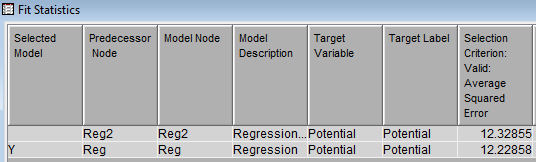 Fit Statistics
Selected Model	Predecessor Node	Model Node	Model Description	Target Variable	Target Label	Selection Criterion: Valid: Average Squared Error
Reg2	Reg2	Regression...	Potential	Potential	12.32855
Y	Reg	Reg	Regression	Potential	Potential	12.22858